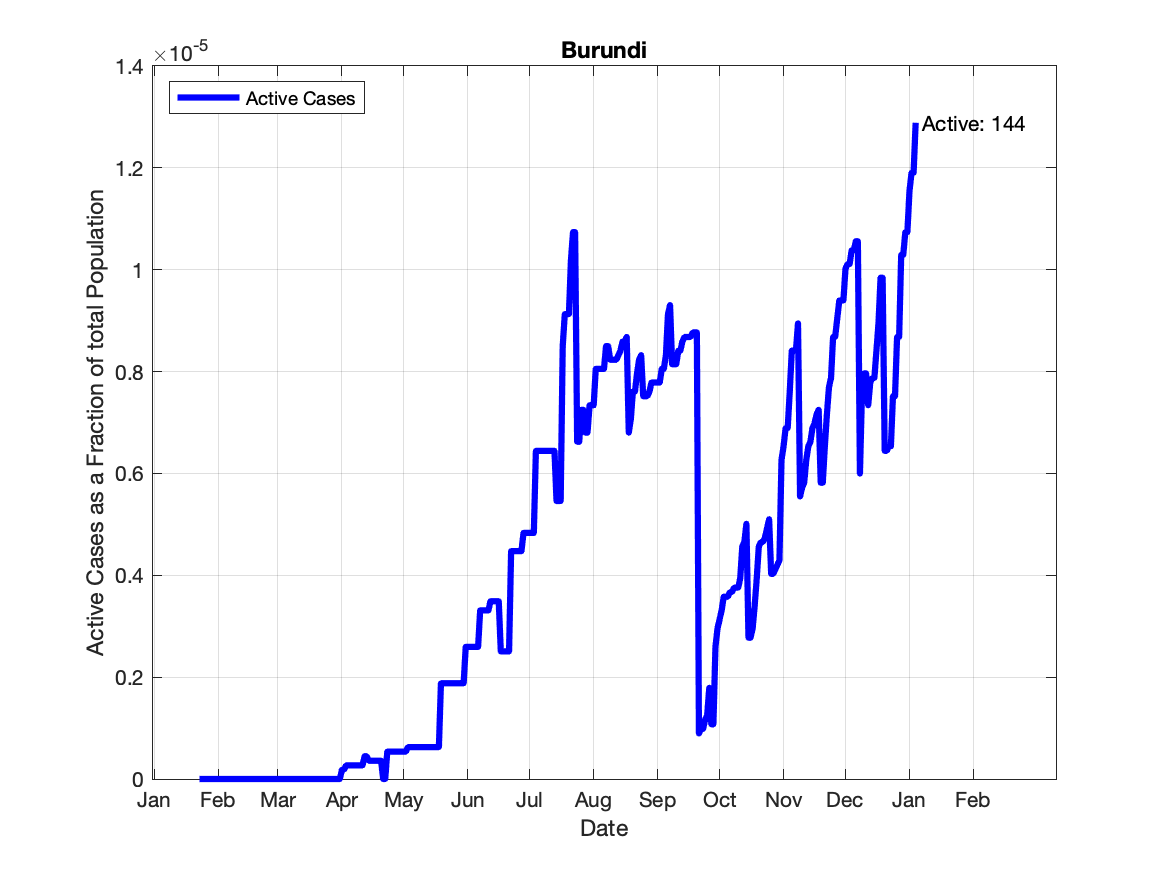 Burundi
×10-5
1.4
1.2
1
0.8
0.6
0.4
0.2
0
Active Cases as a Fraction of total Population
Active Cases
Active: 144
Jan Feb Mar Apr May Jun Jul Aug Sep Oct Nov Dec Jan Feb
Date